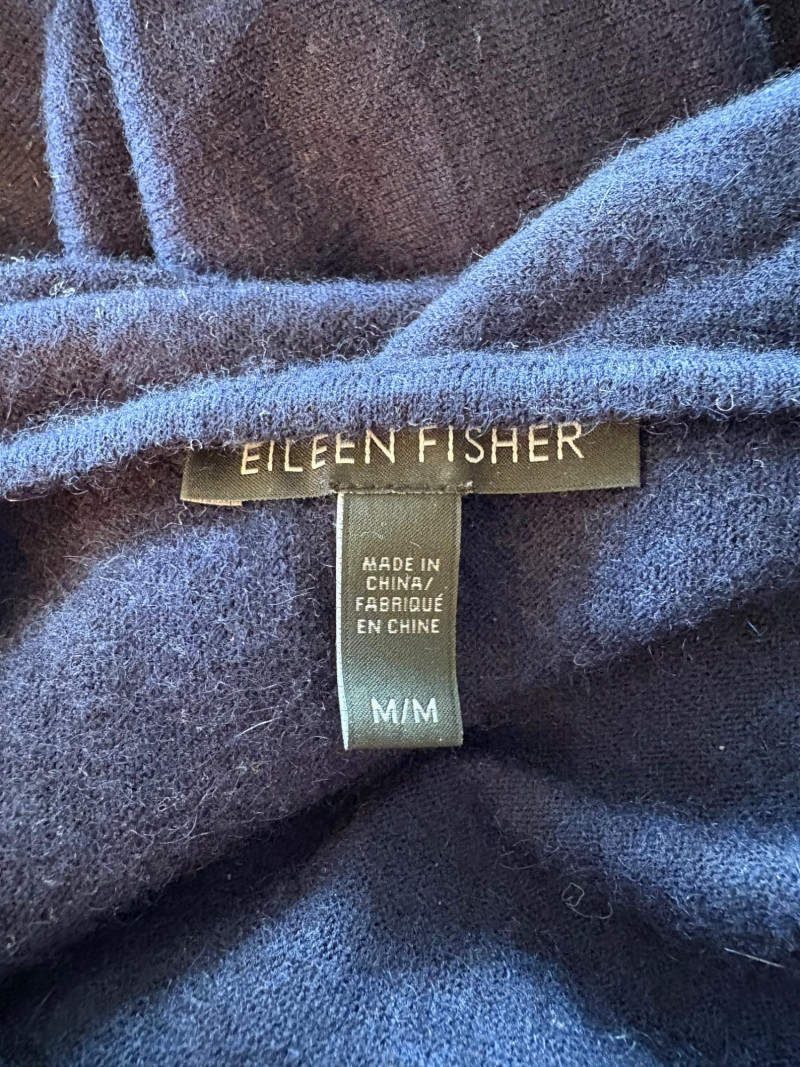 EILEEN FISHER
MADE IN
CHINA/
FABRIQUÉ
EN CHINE
M/M